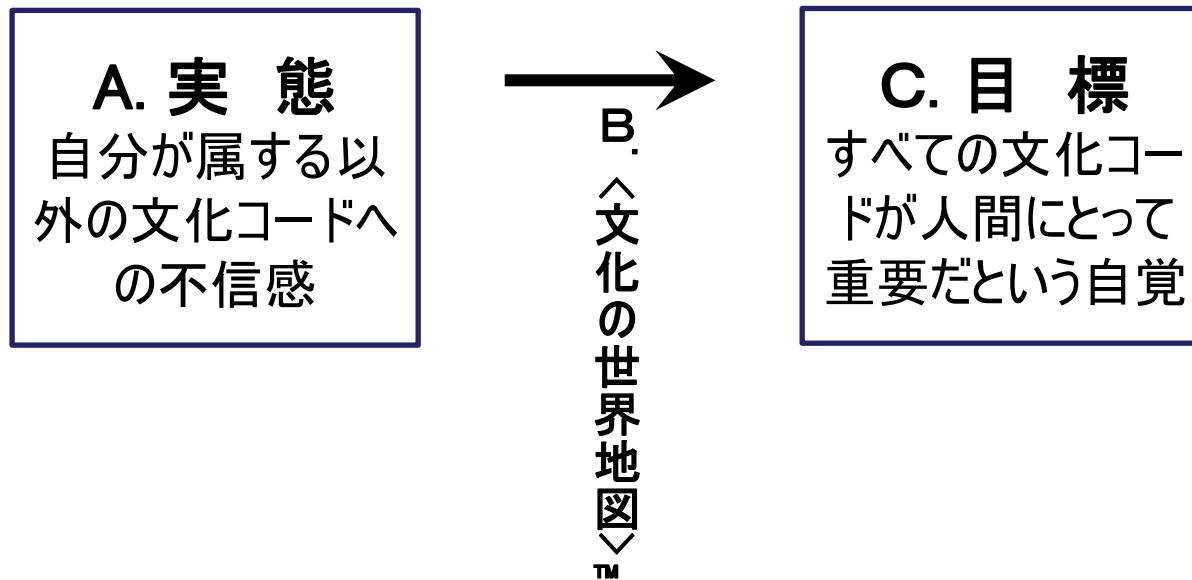 A. 実　態
自分が属する以
外の文化コードへ
の不信感
B.〈文化の世界地図〉™
C. 目　標
すべての文化コー
ドが人間にとって
重要だという自覚